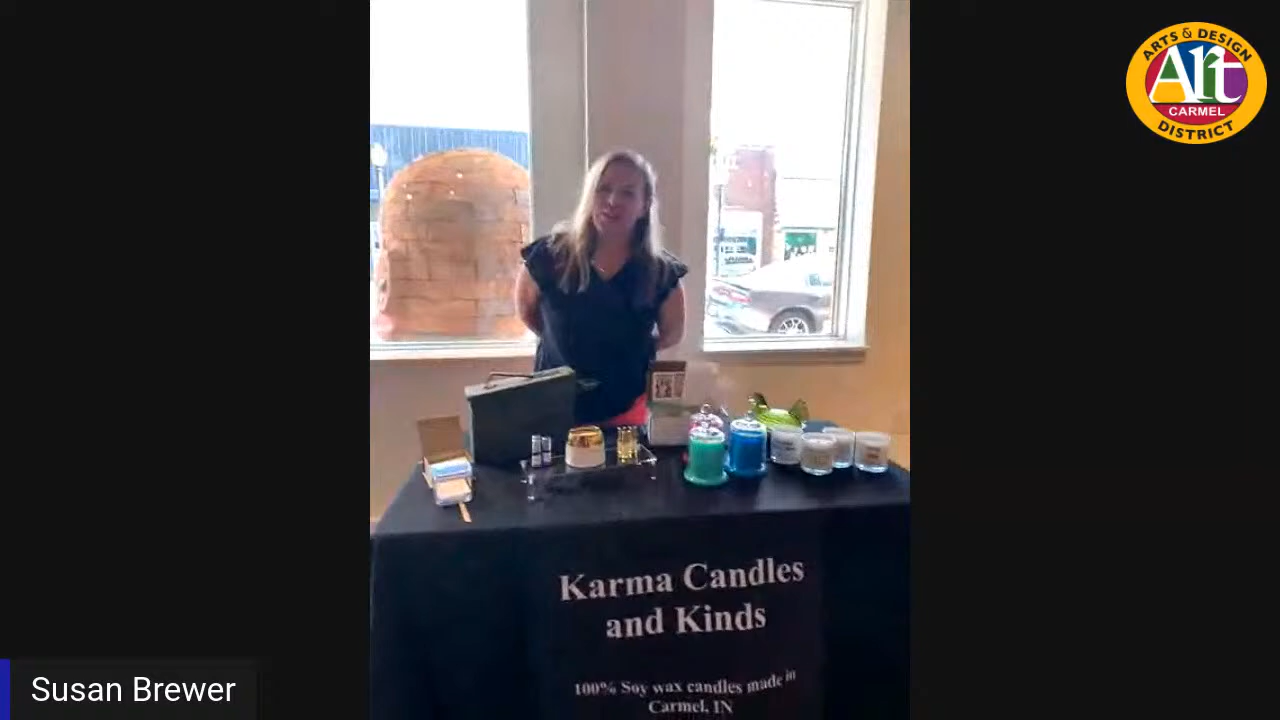 ARTS & DESIGN
Art
CARMEL
DISTRICT
Karma Candles
and Kinds
100% Soy wax candles made in
Carmel, IN
Susan Brewer